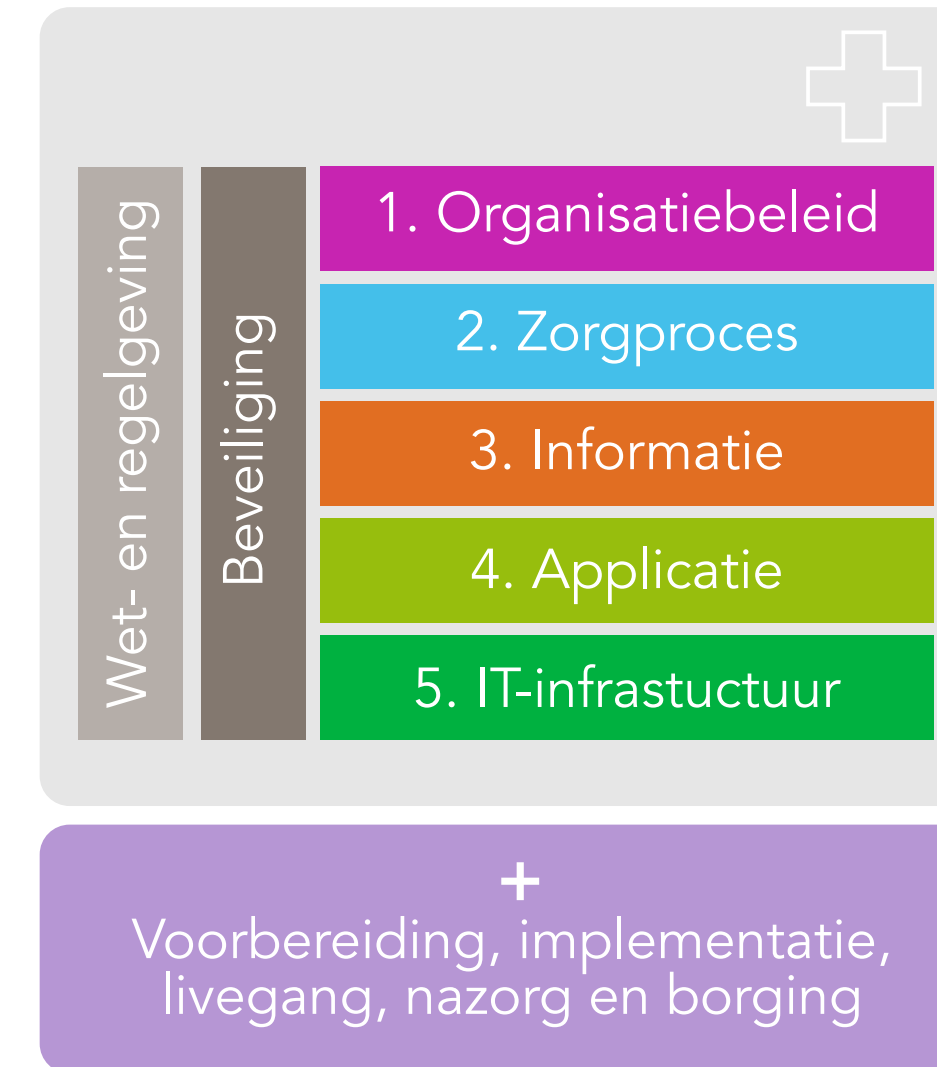 Wet- en regelgeving
Beveiliging
1. Organisatiebeleid
2. Zorgproces
3. Informatie
4. Applicatie
5. IT-infrastuctuur
+
Voorbereiding, implementatie,
livegang, nazorg en borging